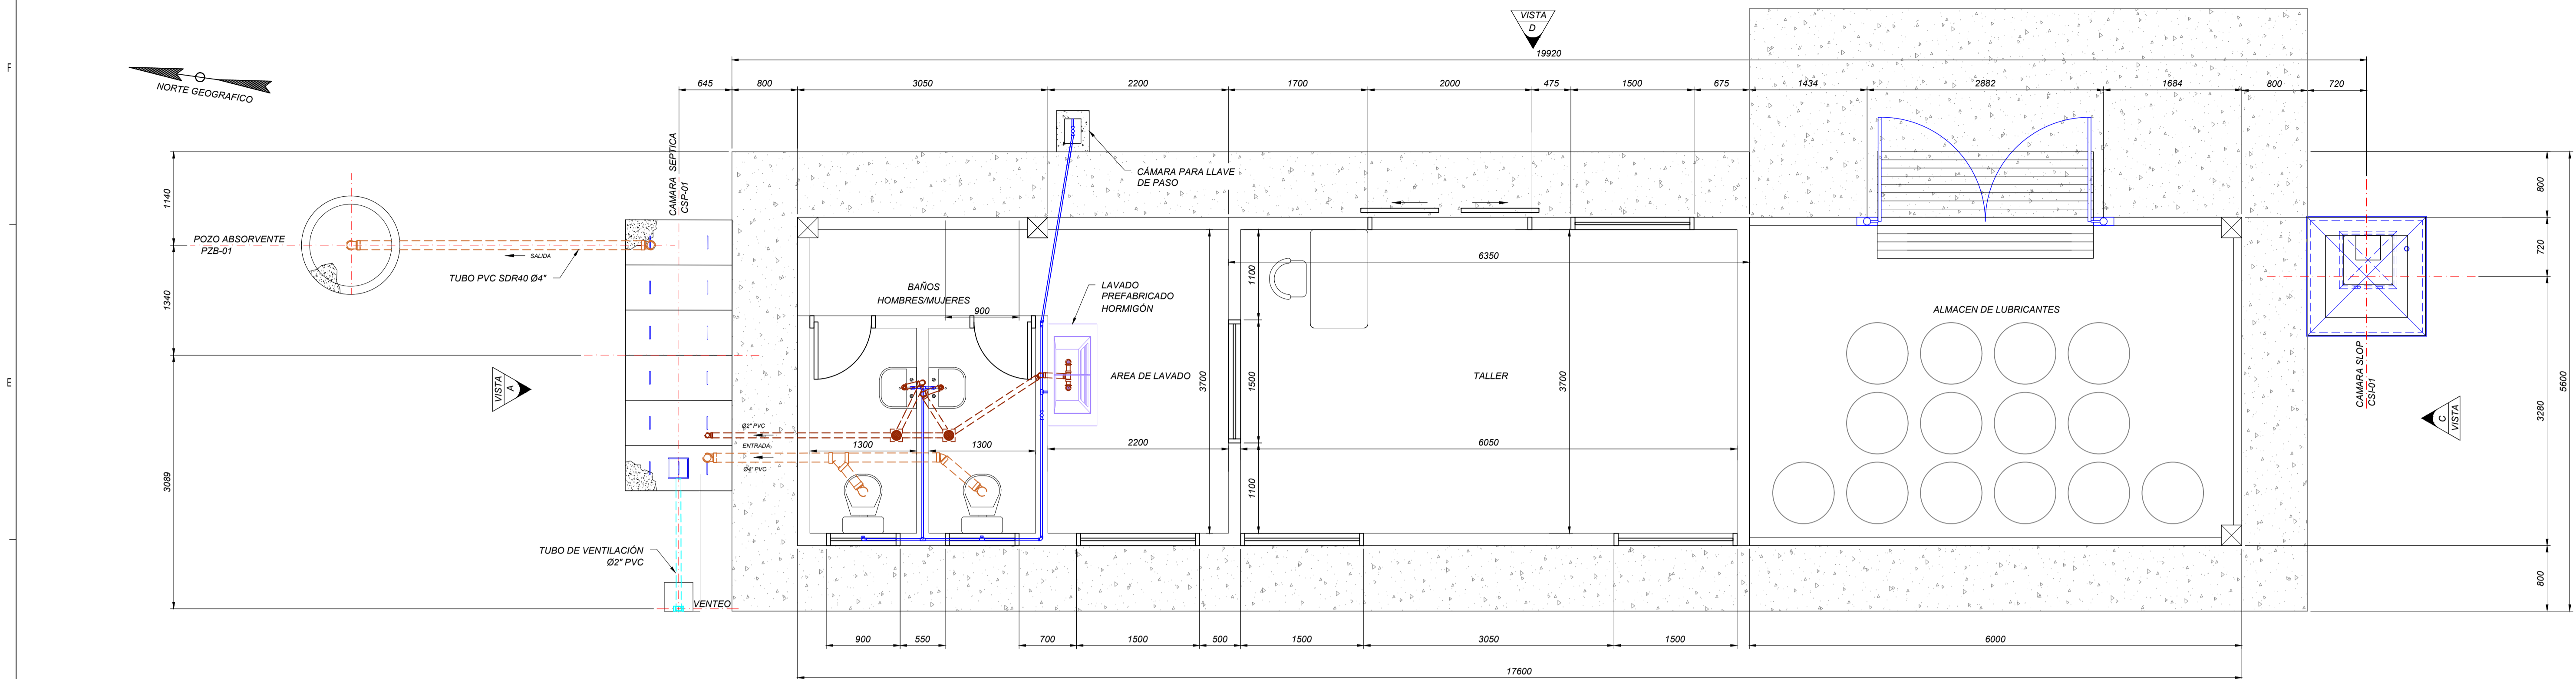 F
E
NORTE GEOGRAFICO
VISTA
D
19920
645
800
3050
2200
1700
2000
475
1500
675
1434
2882
1684
800
720
1140
1340
3089
CAMARA SEPTICA
CSP-01
POZO ABSORVENTE
PZB-01
SALIDA
TUBO PVC SDR40 Ø4"
CÁMARA PARA LLAVE
DE PASO
BAÑOS
HOMBRES/MUJERES
900
LAVADO
PREFABRICADO
HORMIGÓN
AREA DE LAVADO
3700
1100
1500
1100
6350
TALLER
3700
ALMACEN DE LUBRICANTES
CAMARA SLOP
CSI-01
800
720
3280
800
5600
VISTA
A
VISTA
C
Ø2" PVC
ENTRADA
Ø4" PVC
1300
1300
2200
6050
TUBO DE VENTILACIÓN
Ø2" PVC
VENTEO
900
550
700
1500
500
1500
3050
1500
6000
17600